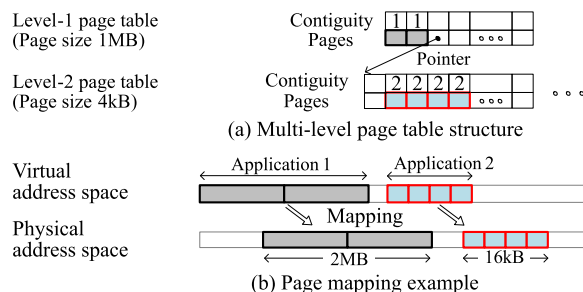 Level-1 page table
(Page size 1MB)
Contiguity
Pages
1 1
Pointer
Level-2 page table
(Page size 4kB)
Contiguity
Pages
2 2 2 2
(a) Multi-level page table structure
Application 1
Application 2
Virtual
address space
Mapping
Physical
address space
2MB
16kB
(b) Page mapping example